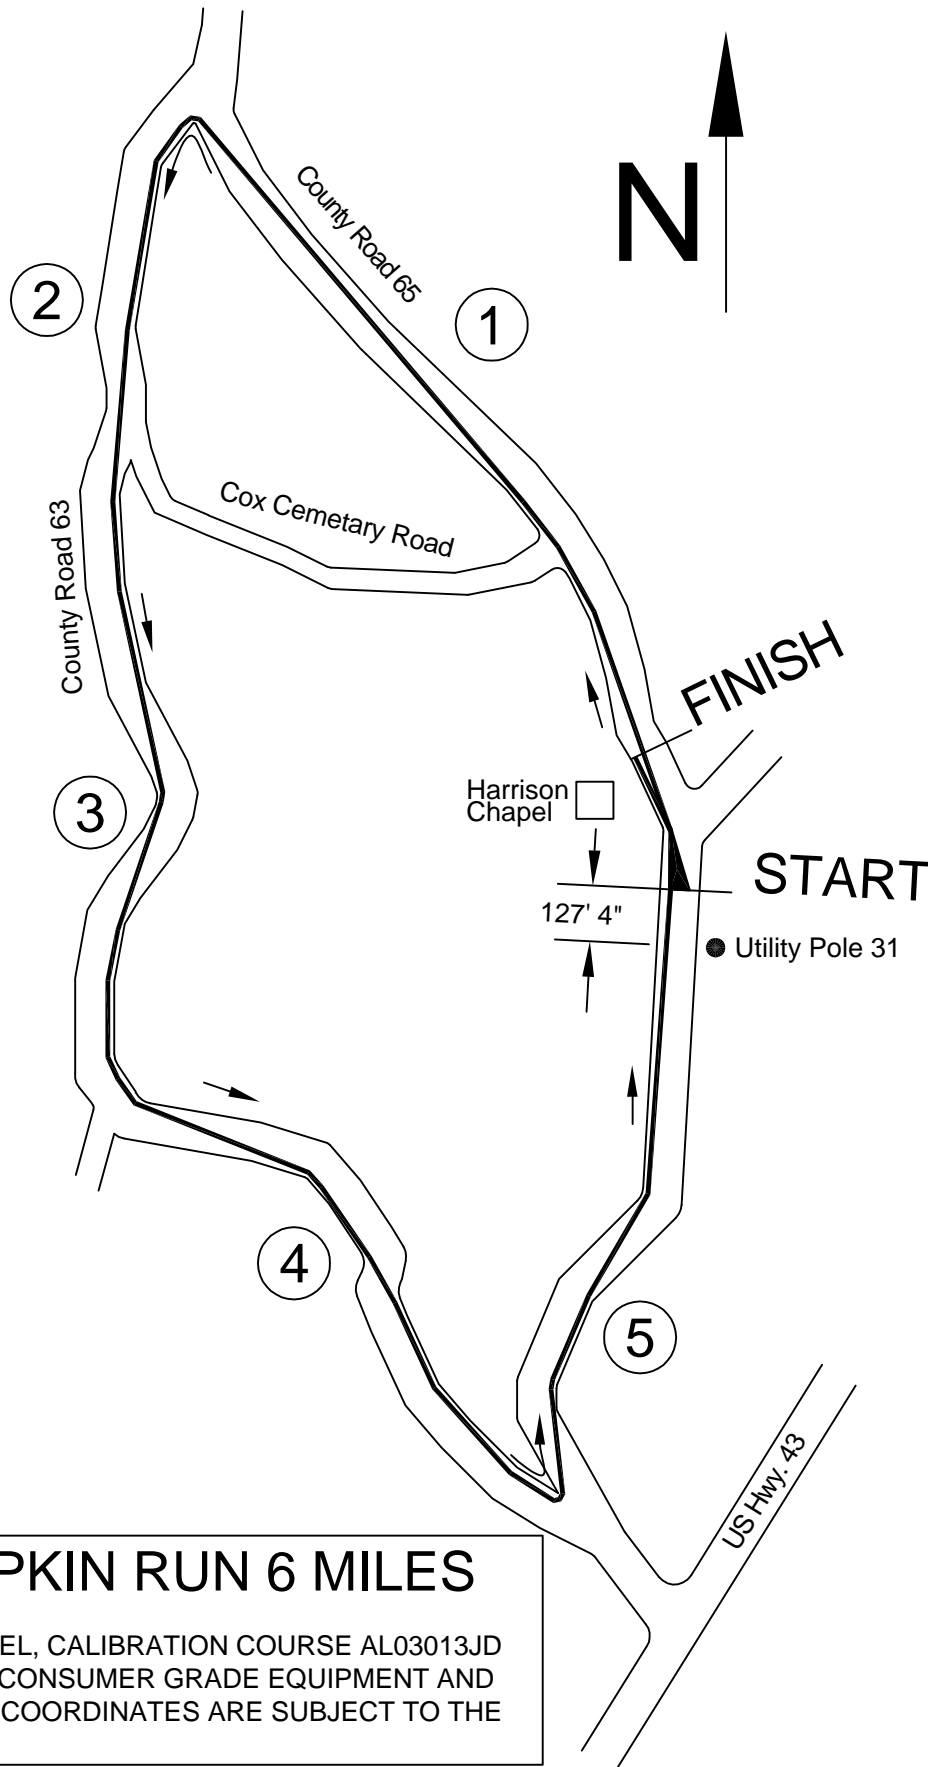 N
County Road 65
1
2
Cox Cemetary Road
County Road 63
FINISH
Harrison
Chapel
3
START
127' 4"
Utility Pole 31
4
5
US Hwy. 43
PKIN RUN 6 MILES
EL, CALIBRATION COURSE AL03013JD
CONSUMER GRADE EQUIPMENT AND
COORDINATES ARE SUBJECT TO THE